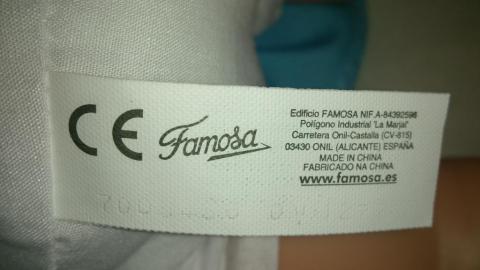 CE
Famosa
Edificio FAMOSA NIF.A-84392596
Polígono Industrial 'La Marjal'
Carretera Onil-Castalla (CV-815)
03430 ONIL (ALICANTE) ESPAÑA
MADE IN CHINA
FABRICADO NA CHINA
www.famosa.es